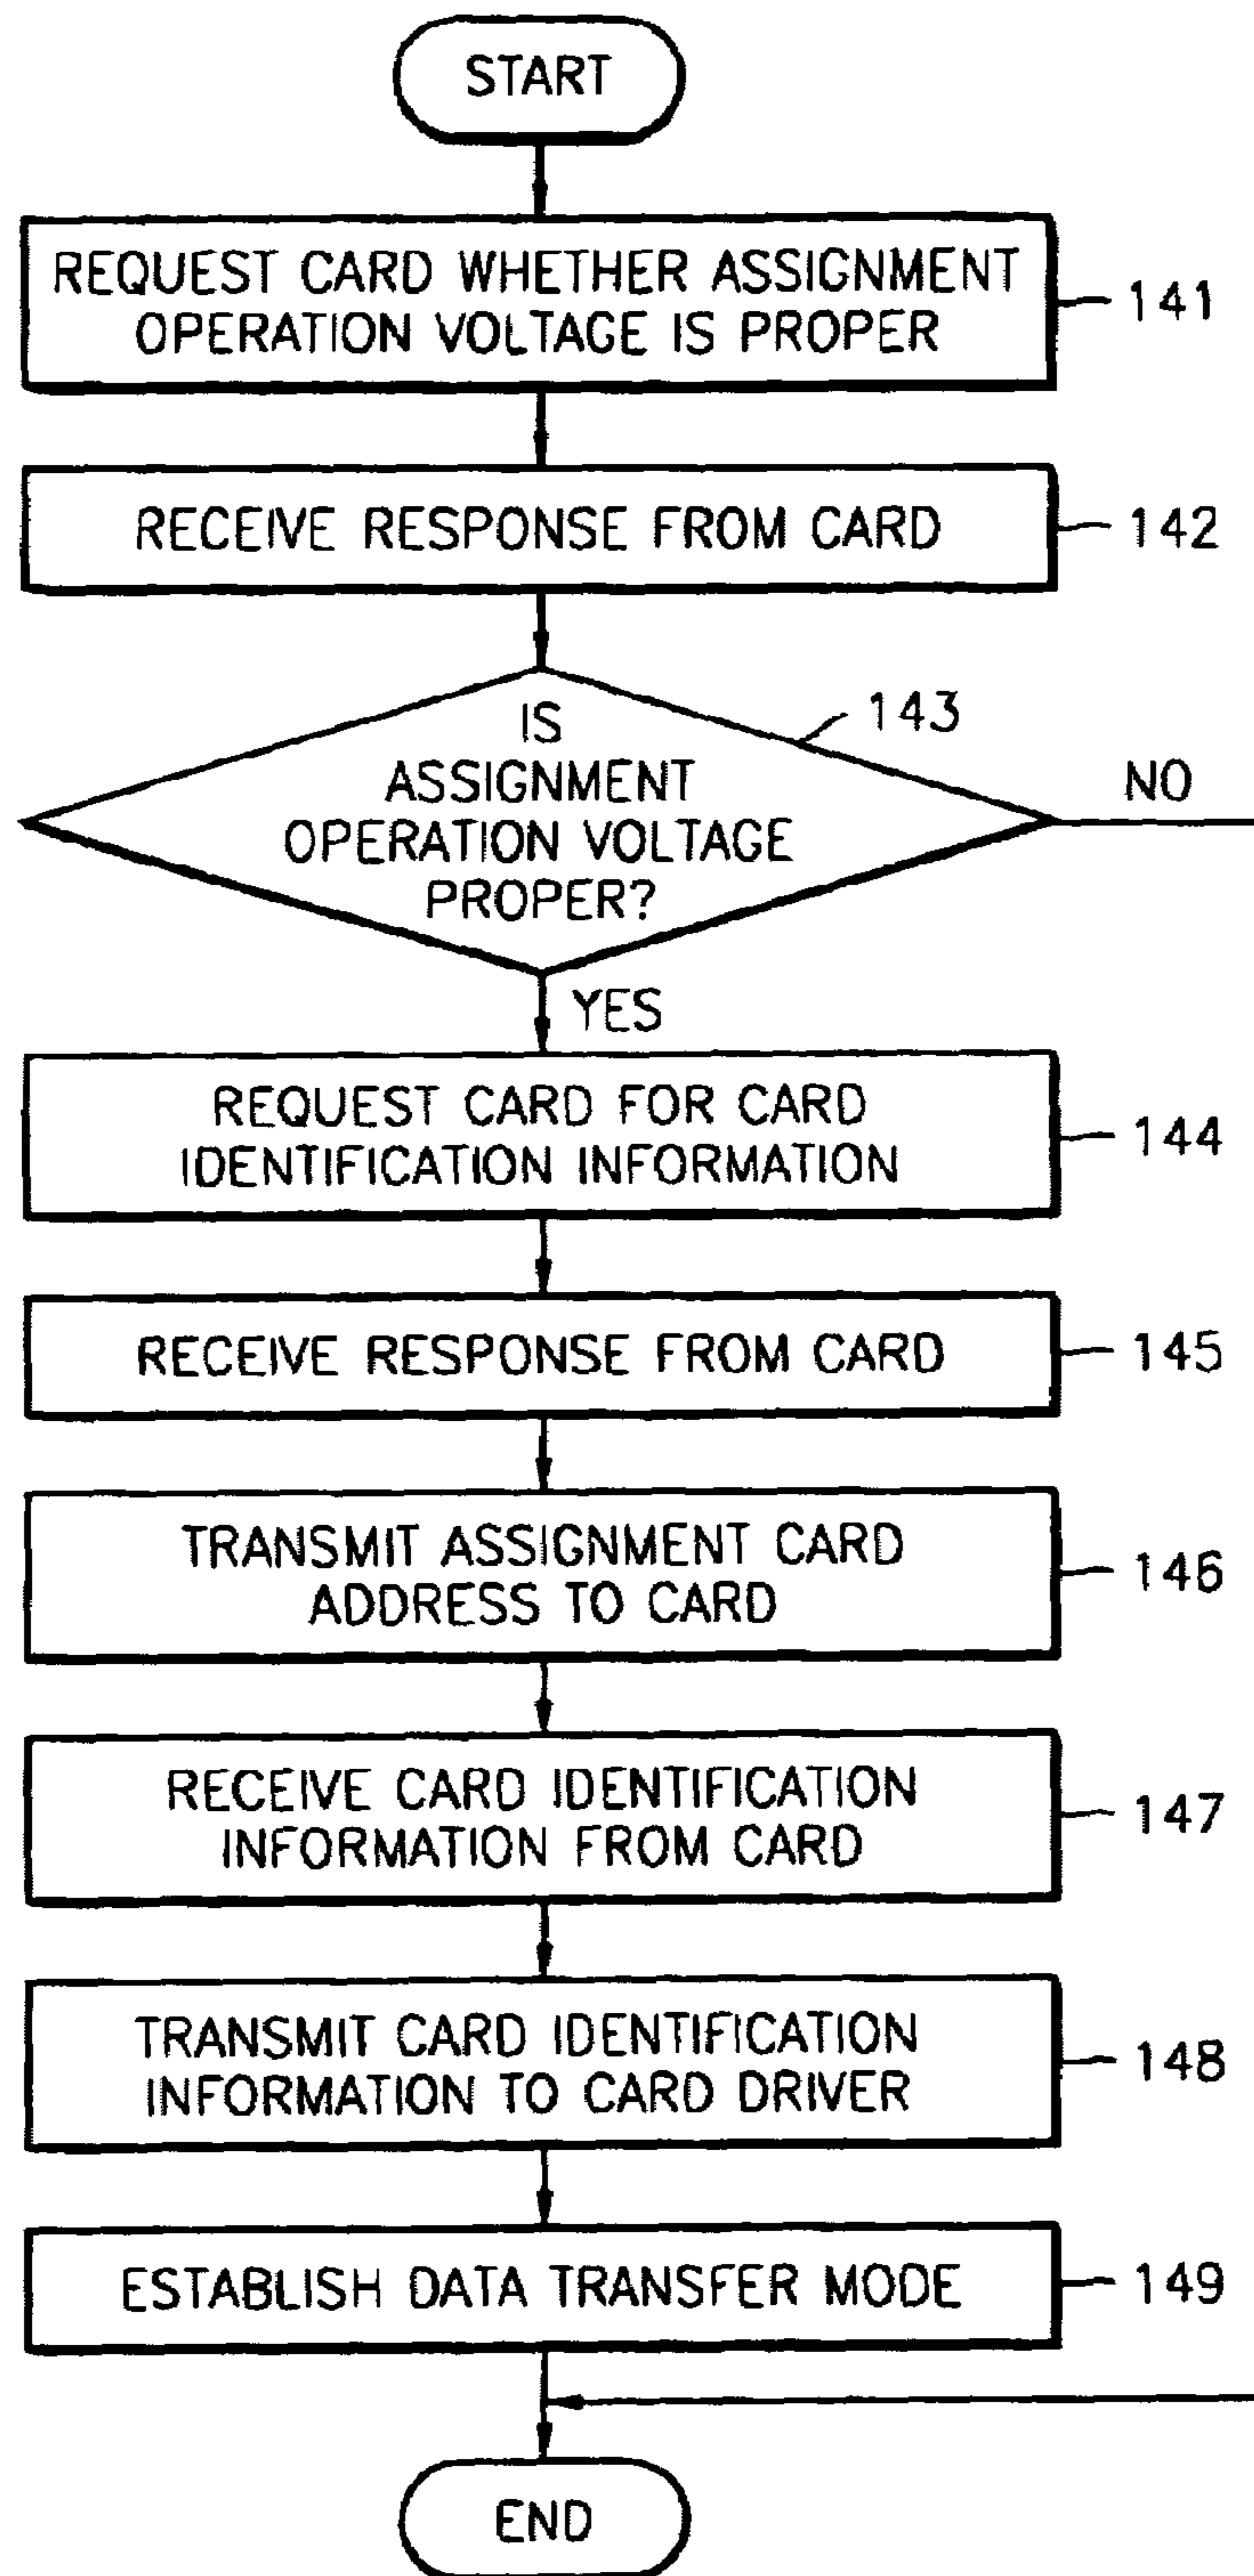 START
REQUEST CARD WHETHER ASSIGNMENT
OPERATION VOLTAGE IS PROPER
141
RECEIVE RESPONSE FROM CARD
142
143
IS
ASSIGNMENT
OPERATION VOLTAGE
PROPER?
NO
YES
REQUEST CARD FOR CARD
IDENTIFICATION INFORMATION
144
RECEIVE RESPONSE FROM CARD
145
TRANSMIT ASSIGNMENT CARD
ADDRESS TO CARD
146
RECEIVE CARD IDENTIFICATION
INFORMATION FROM CARD
147
TRANSMIT CARD IDENTIFICATION
INFORMATION TO CARD DRIVER
148
ESTABLISH DATA TRANSFER MODE
149
END